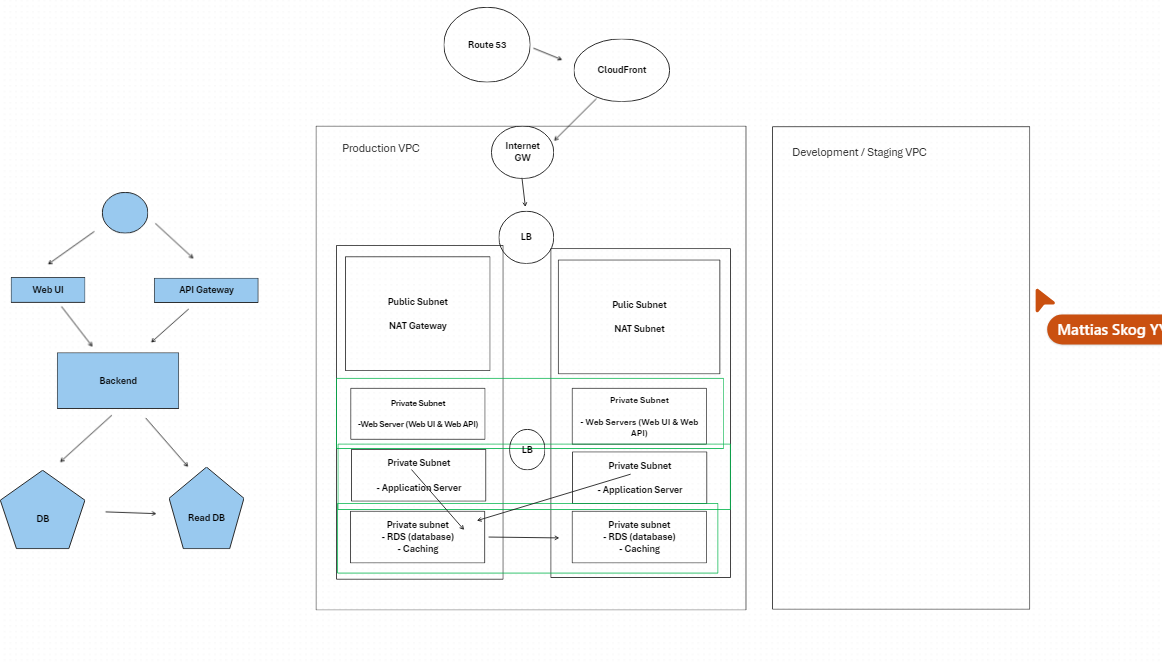 Route 53
CloudFront
Production VPC
Internet
GW
Development / Staging VPC
LB
Web UI
API Gateway
Public Subnet
NAT Gateway
Pulic Subnet
NAT Subnet
Mattias Skog
Backend
Private Subnet
-Web Server (Web UI & Web API)
Private Subnet
- Web Servers (Web UI & Web
API)
LB
Private Subnet
- Application Server
Private Subnet
- Application Server
DB
Read DB
Private subnet
- RDS (database)
- Caching
Private subnet
- RDS (database)
- Caching